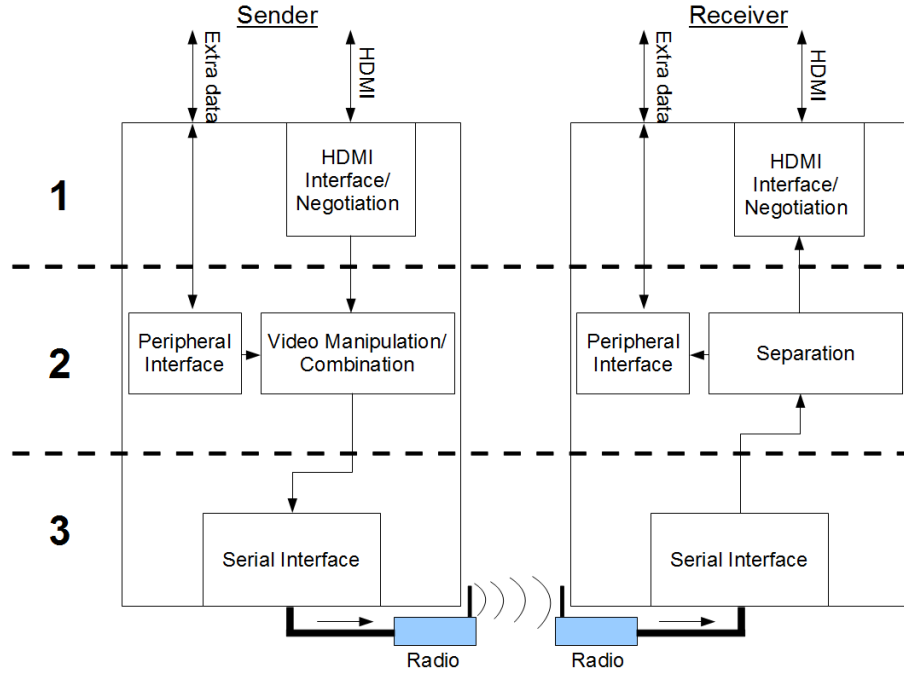 Sender
Receiver
Extra data
HDMI
Extra data
HDMI
1
HDMI
Interface/
Negotiation
HDMI
Interface/
Negotiation
2
Peripheral
Interface
Video Manipulation/
Combination
Peripheral
Interface
Separation
3
Serial Interface
Serial Interface
Radio
Radio